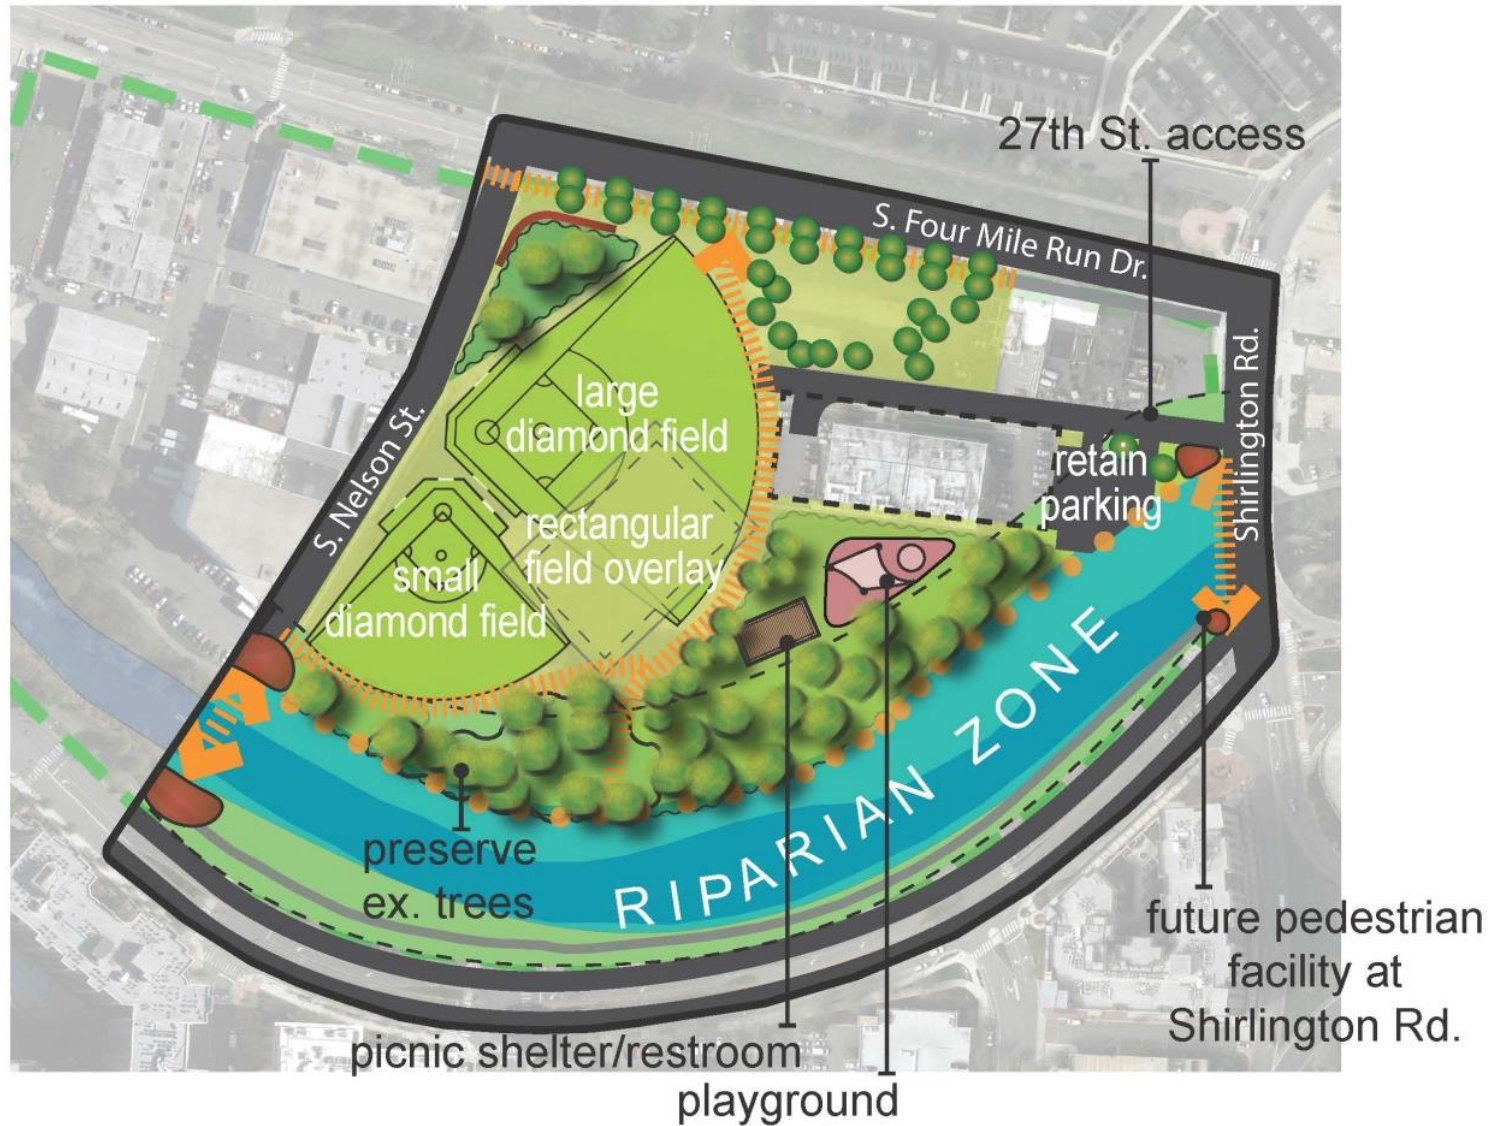 27th St. access
S. Four Mile Run Dr.
Shirlington Rd.
large
diamond field
retain
parking
S. Nelson St.
rectangular
field overlay
small
diamond field
RIPARIAN ZONE
preserve
ex. trees
future pedestrian
facility at
Shirlington Rd.
picnic shelter/restroom
playground